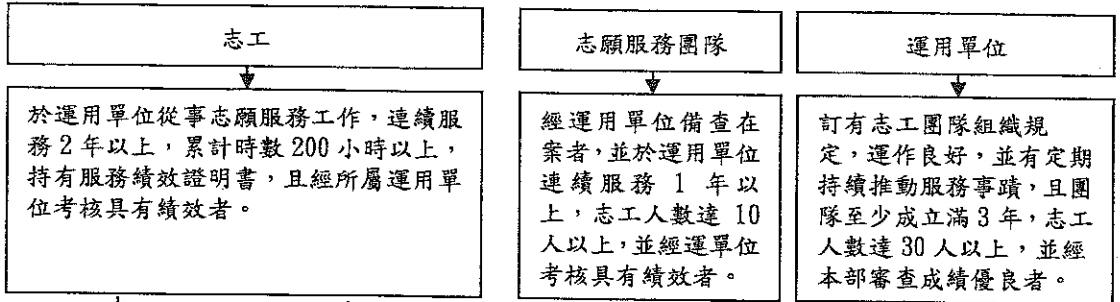 志工
於運用單位從事志願服務工作，連續服
務2年以上，累計時數200小時以上，
持有服務績效證明書，且經所屬運用單
位考核具有績效者。
志願服務團隊
經運用單位備查在
案者，並於運用單位
連續服務 1 年以
上，志工人數達 10
人以上，並經運單位
考核具有績效者。
運用單位
訂有志工團隊組織規
定，運作良好，並有定期
持續推動服務事蹟，且團
隊至少成立滿3年，志工
人數達30人以上，並經
本部審查成績優良者。